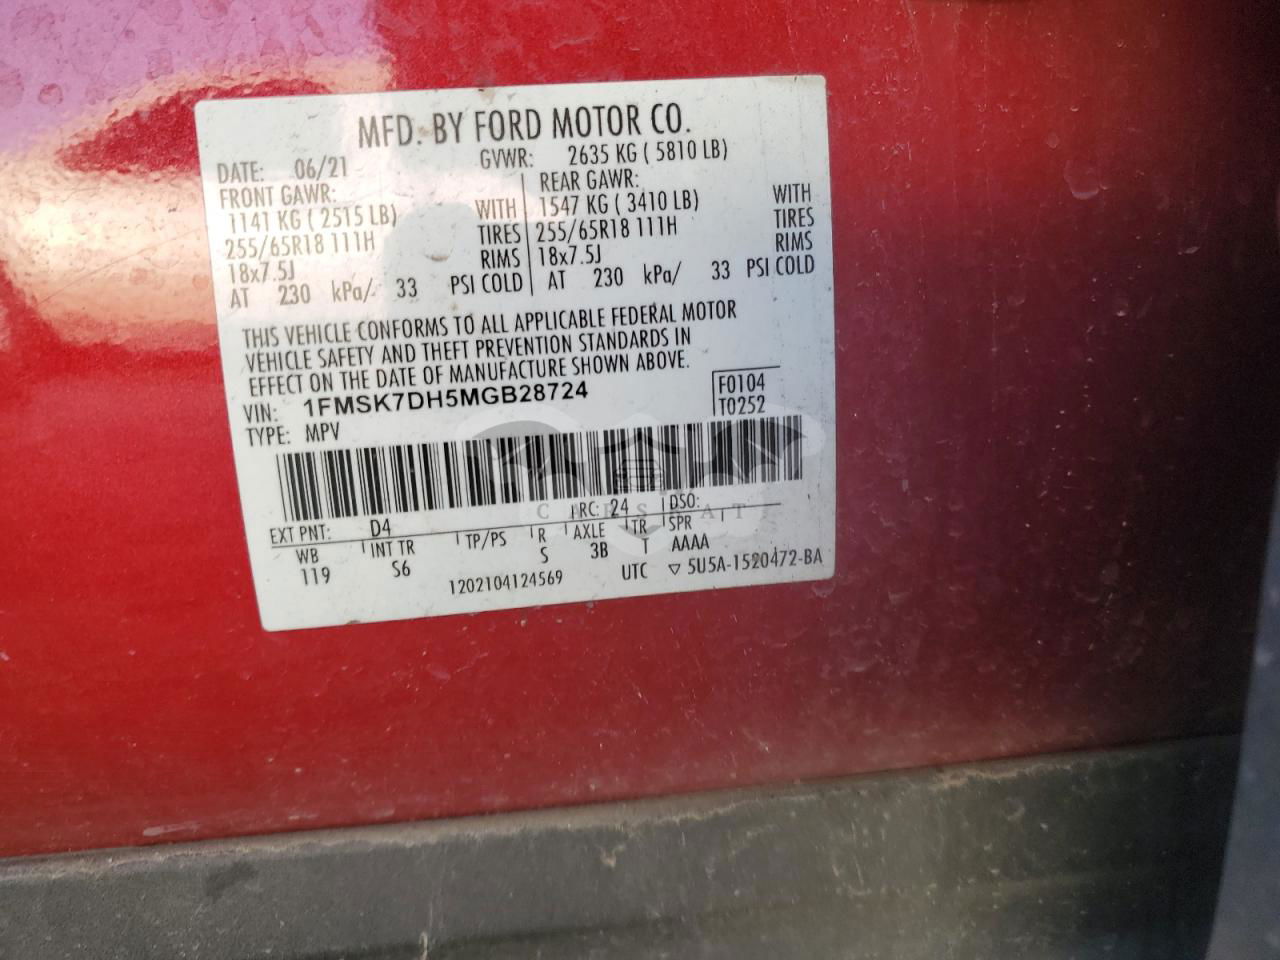 MFD. BY FORD MOTOR CO.
DATE: 06/21 GVWR: 2635 KG ( 5810 LB)
FRONT GAWR: REAR GAWR:
1141 KG ( 2515 LB) WITH 1547 KG ( 3410 LB) WITH
255/65R18 111H TIRES 255/65R18 111H TIRES
18x7.5J RIMS 18x7.5J RIMS
AT 230 kPa/ 33 PSI COLD AT 230 kPa/ 33 PSI COLD
THIS VEHICLE CONFORMS TO ALL APPLICABLE FEDERAL MOTOR
VEHICLE SAFETY AND THEFT PREVENTION STANDARDS IN
EFFECT ON THE DATE OF MANUFACTURE SHOWN ABOVE.
VIN: 1FMSK7DH5MGB28724 F0104
TYPE: MPV T0252
EXT PNT: D4 RC: 24 DSO:
WB INT TR TP/PS R AXLE TR SPR
119 S6 S 3B T AAAA
1202104124569 UTC ▽ 5U5A-1520472-BA